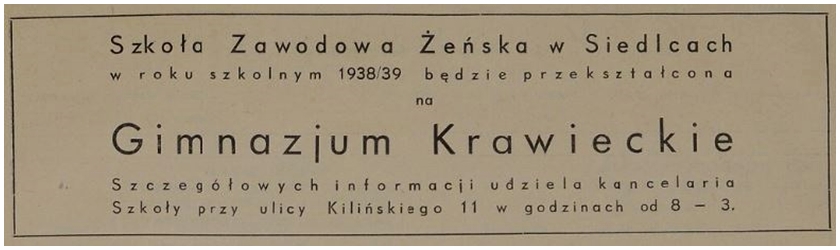 Szkoła Zawodowa Żeńska w Siedlcach
w roku szkolnym 1938/39 będzie przekształcona
na
Gimnazjum Krawieckie
Szczegółowych informacji udziela kancelaria
Szkoły przy ulicy Kilińskiego 11 w godzinach od 8 — 3.